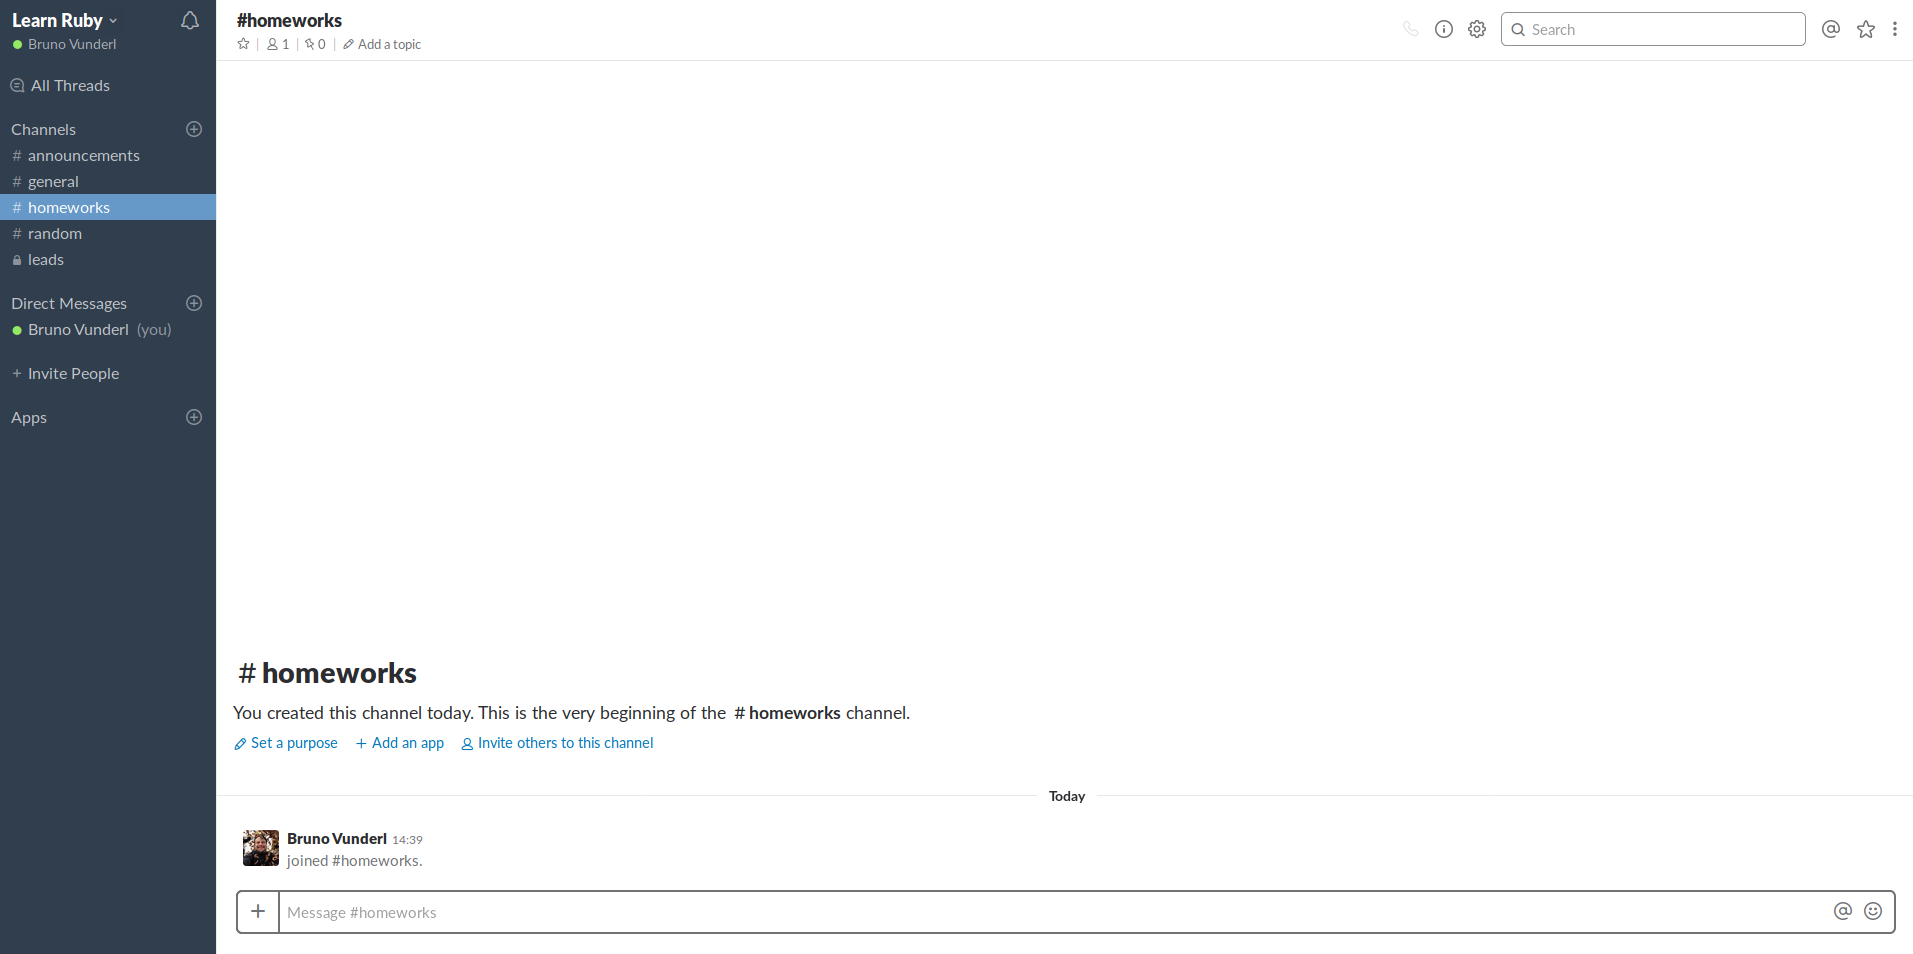 Learn Ruby
Bruno Vunderl
All Threads
Channels
# announcements
# general
# homeworks
# random
leads
Direct Messages
Bruno Vunderl (you)
+ Invite People
Apps
#homeworks
1 | 0 | Add a topic
Search
# homeworks
You created this channel today. This is the very beginning of the # homeworks channel.
Set a purpose + Add an app Invite others to this channel
Today
Bruno Vunderl 14:39
joined #homeworks.
+ Message #homeworks @